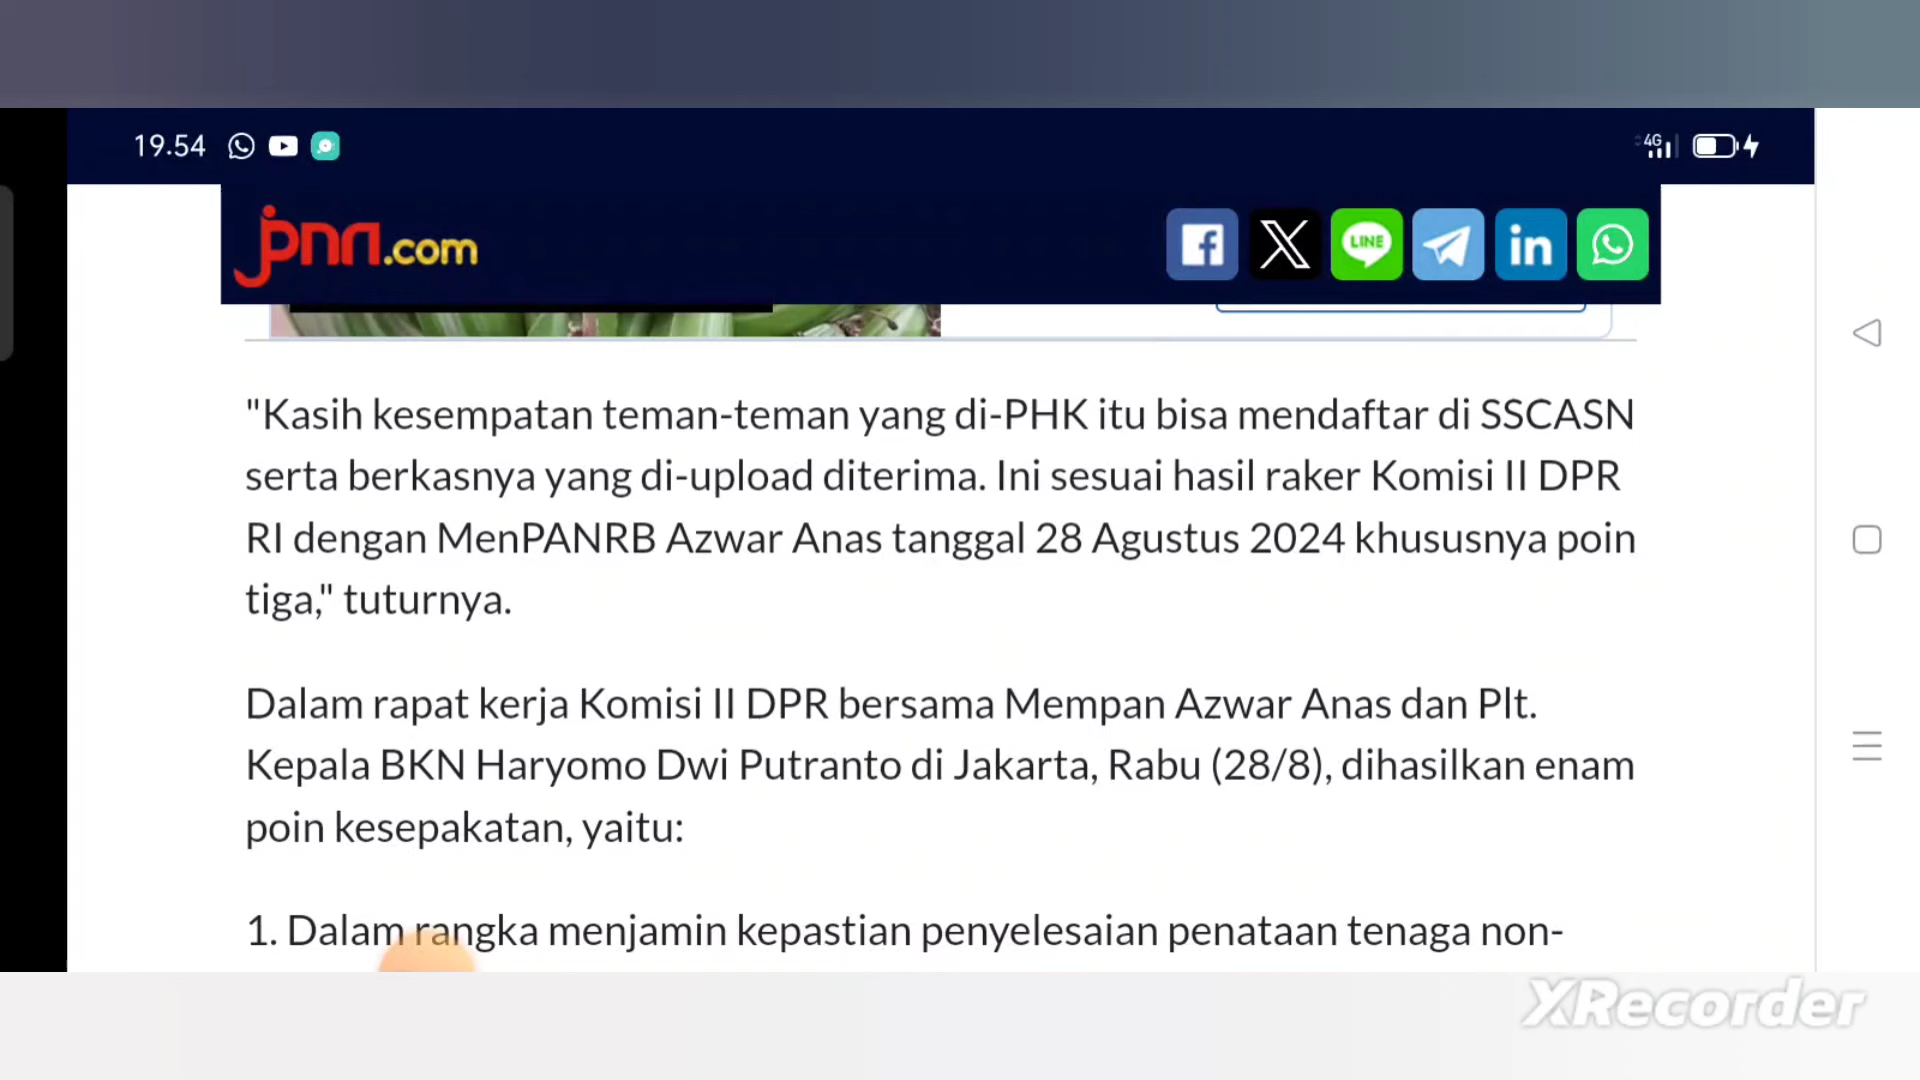 19.54
4G
jpnn.com
LINE
"Kasih kesempatan teman-teman yang di-PHK itu bisa mendaftar di SSCASN
serta berkasnya yang di-upload diterima. Ini sesuai hasil raker Komisi II DPR
RI dengan MenPANRB Azwar Anas tanggal 28 Agustus 2024 khususnya poin
tiga," tuturnya.
Dalam rapat kerja Komisi II DPR bersama Mempan Azwar Anas dan Plt.
Kepala BKN Haryomo Dwi Putranto di Jakarta, Rabu (28/8), dihasilkan enam
poin kesepakatan, yaitu:
1. Dalam rangka menjamin kepastian penyelesaian penataan tenaga non-
XRecorder